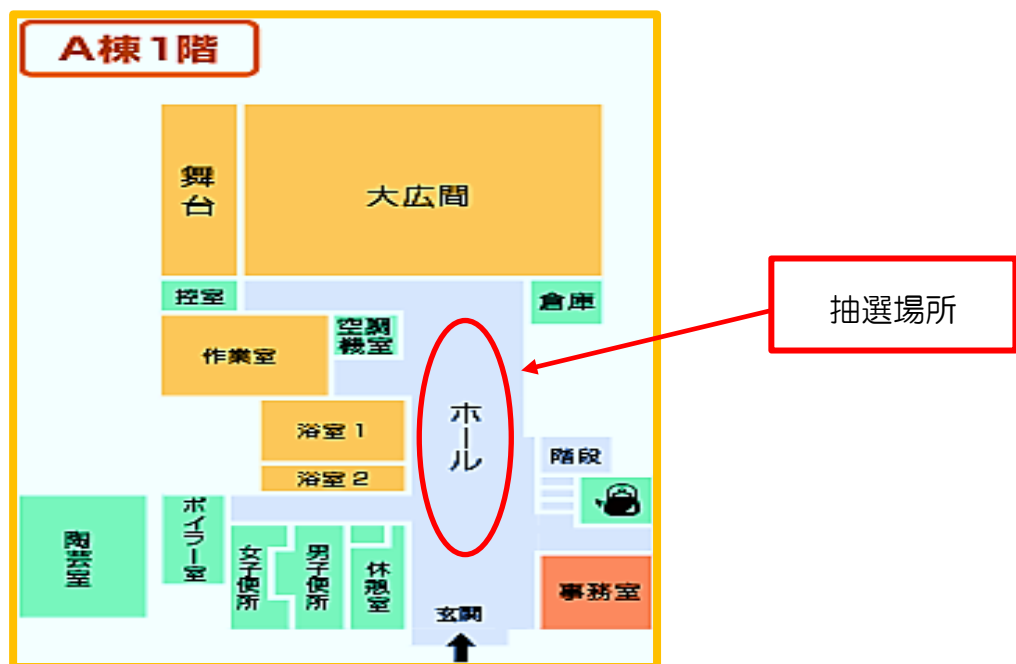 A棟1階
舞台
大広間
控室
倉庫
空調
機室
作業室
抽選場所
ホール
浴室1
階段
浴室2
ボイラー室
陶芸室
女子便所
男子便所
休憩室
事務室
玄関